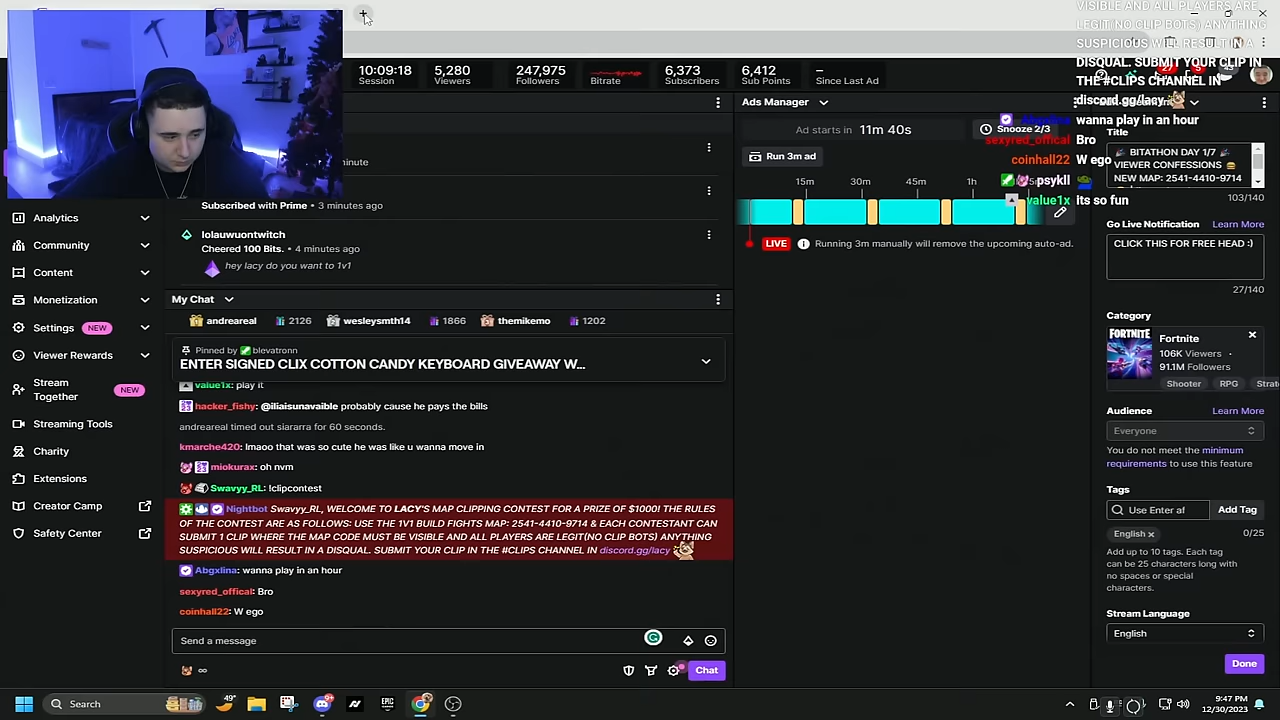 10:09:18
Session
5,280
Viewers
247,975
Followers
Bitrate
6,373
Subscribers
6,412
Sub Points
–
Since Last Ad
VISIBLE AND ALL PLAYERS ARE
LEGIT(NO CLIP BOTS) ANYTHING
SUSPICIOUS WILL RESULT IN A
DISQUAL. SUBMIT YOUR CLIP IN
THE #CLIPS CHANNEL IN
discord.gg/lacy
Abgxlina wanna play in an hour
sexyred_offical Bro
coinhall22 W ego
psykll
value1x its so fun
minute
Subscribed with Prime • 3 minutes ago
lolauwuontwitch
Cheered 100 Bits. • 4 minutes ago
hey lacy do you want to 1v1
Analytics
Community
Content
Monetization
Settings NEW
Viewer Rewards
Stream
Together NEW
Streaming Tools
Charity
Extensions
Creator Camp
Safety Center
My Chat
andreareal 2126 wesleysmth14 1866 themikemo 1202
Pinned by blevatronn
ENTER SIGNED CLIX COTTON CANDY KEYBOARD GIVEAWAY W...
value1x: play it
hacker_fishy: @iliaisunavaible probably cause he pays the bills
andreareal timed out siararra for 60 seconds.
kmarche420: lmaoo that was so cute he was like u wanna move in
miokurax: oh nvm
Swavyy_RL: !clipcontest
Nightbot Swavyy_RL, WELCOME TO LACY'S MAP CLIPPING CONTEST FOR A PRIZE OF $1000! THE RULES
OF THE CONTEST ARE AS FOLLOWS: USE THE 1V1 BUILD FIGHTS MAP: 2541-4410-9714 & EACH CONTESTANT CAN
SUBMIT 1 CLIP WHERE THE MAP CODE MUST BE VISIBLE AND ALL PLAYERS ARE LEGIT(NO CLIP BOTS) ANYTHING
SUSPICIOUS WILL RESULT IN A DISQUAL. SUBMIT YOUR CLIP IN THE #CLIPS CHANNEL IN discord.gg/lacy
Abgxlina: wanna play in an hour
sexyred_offical: Bro
coinhall22: W ego
Send a message
Chat
Ads Manager
Ad starts in 11m 40s
Snooze 2/3
Run 3m ad
15m 30m 45m 1h
LIVE Running 3m manually will remove the upcoming auto-ad.
Title
BITATHON DAY 1/7
VIEWER CONFESSIONS
NEW MAP: 2541-4410-9714
103/140
Go Live Notification Learn More
CLICK THIS FOR FREE HEAD :)
27/140
Category
FORTNITE
Fortnite
106K Viewers •
91.1M Followers
Shooter RPG Strat
Audience Learn More
Everyone
You do not meet the minimum
requirements to use this feature
Tags
Use Enter af Add Tag
English 0/25
Add up to 10 tags. Each tag
can be 25 characters long with
no spaces or special
characters.
Stream Language
English
Done
Search
EPIC
9:47 PM
12/30/2023